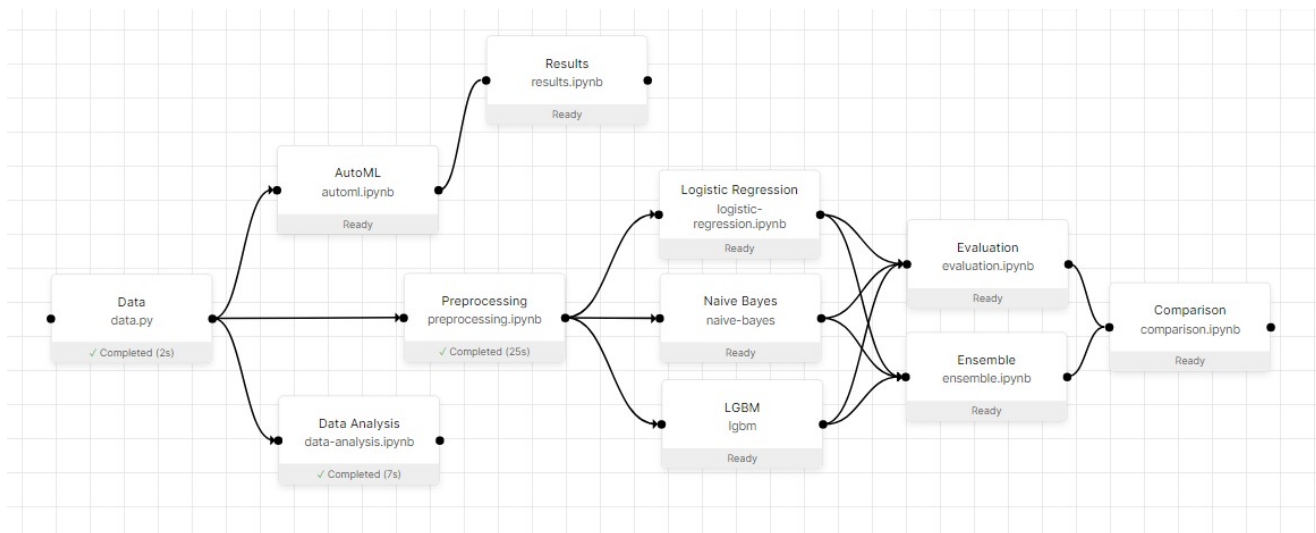 Results
results.ipynb
Ready
AutoML
automl.ipynb
Ready
Logistic Regression
logistic-
regression.ipynb
Ready
Evaluation
evaluation.ipynb
Ready
Data
data.py
✓ Completed (2s)
Preprocessing
preprocessing.ipynb
✓ Completed (25s)
Naive Bayes
naive-bayes
Ready
Comparison
comparison.ipynb
Ready
Ensemble
ensemble.ipynb
Ready
Data Analysis
data-analysis.ipynb
✓ Completed (7s)
LGBM
lgbm
Ready